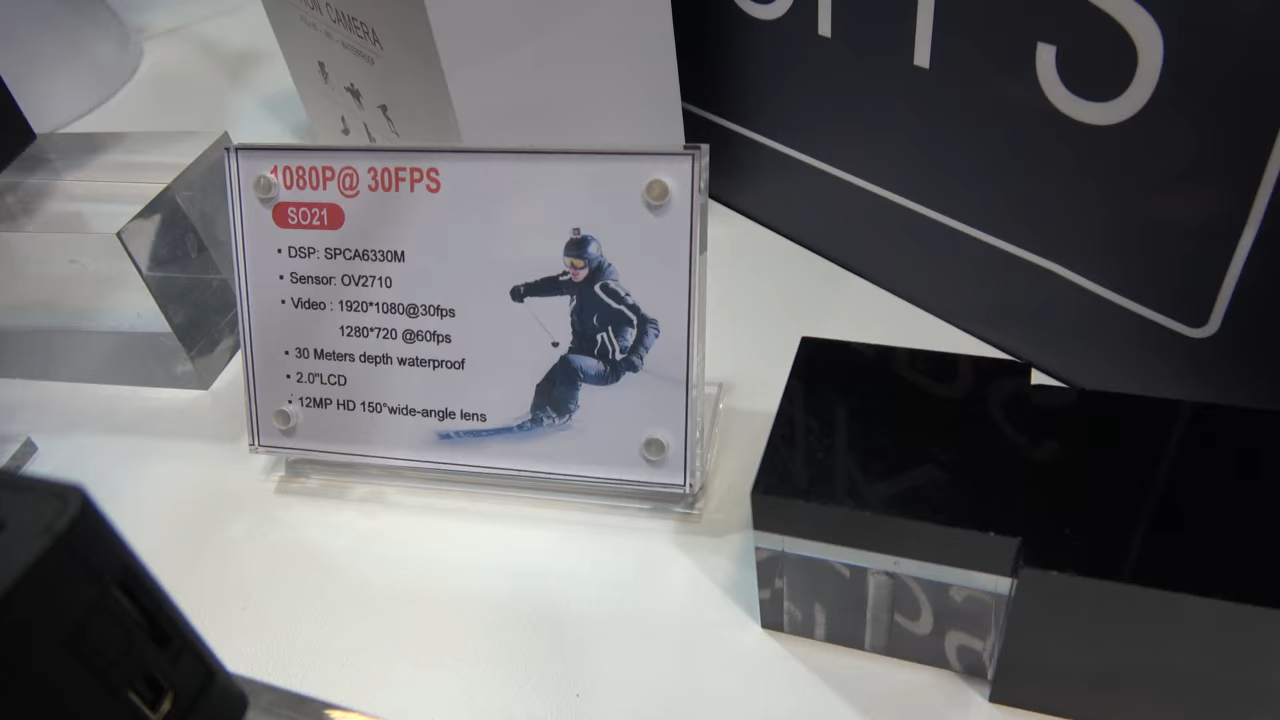 ON CAMERA
1080P@ 30FPS
SO21
▪ DSP: SPCA6330M
▪ Sensor: OV2710
▪ Video : 1920*1080@30fps
1280*720 @60fps
▪ 30 Meters depth waterproof
▪ 2.0"LCD
▪ 12MP HD 150°wide-angle lens